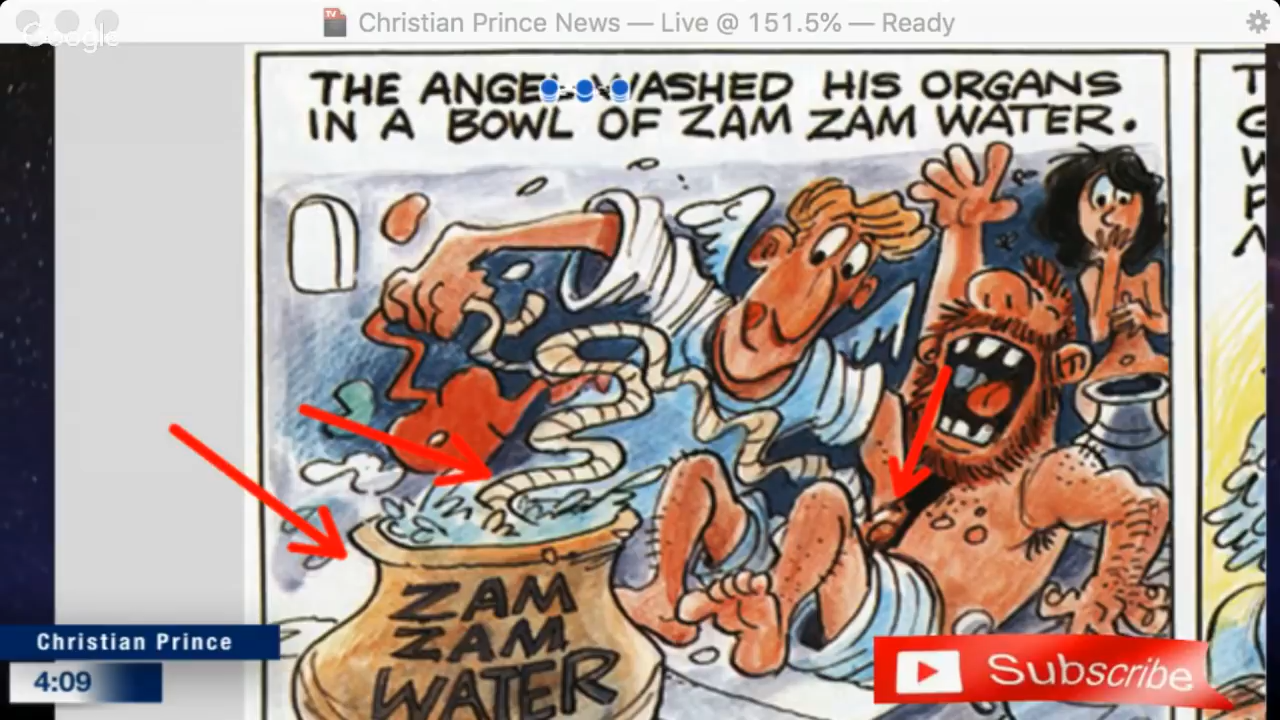 Christian Prince News — Live @ 151.5% — Ready
Google
THE ANGEL WASHED HIS ORGANS
IN A BOWL OF ZAM ZAM WATER.
T
G
W
P
ZAM
ZAM
WATER
Christian Prince
4:09
Subscribe